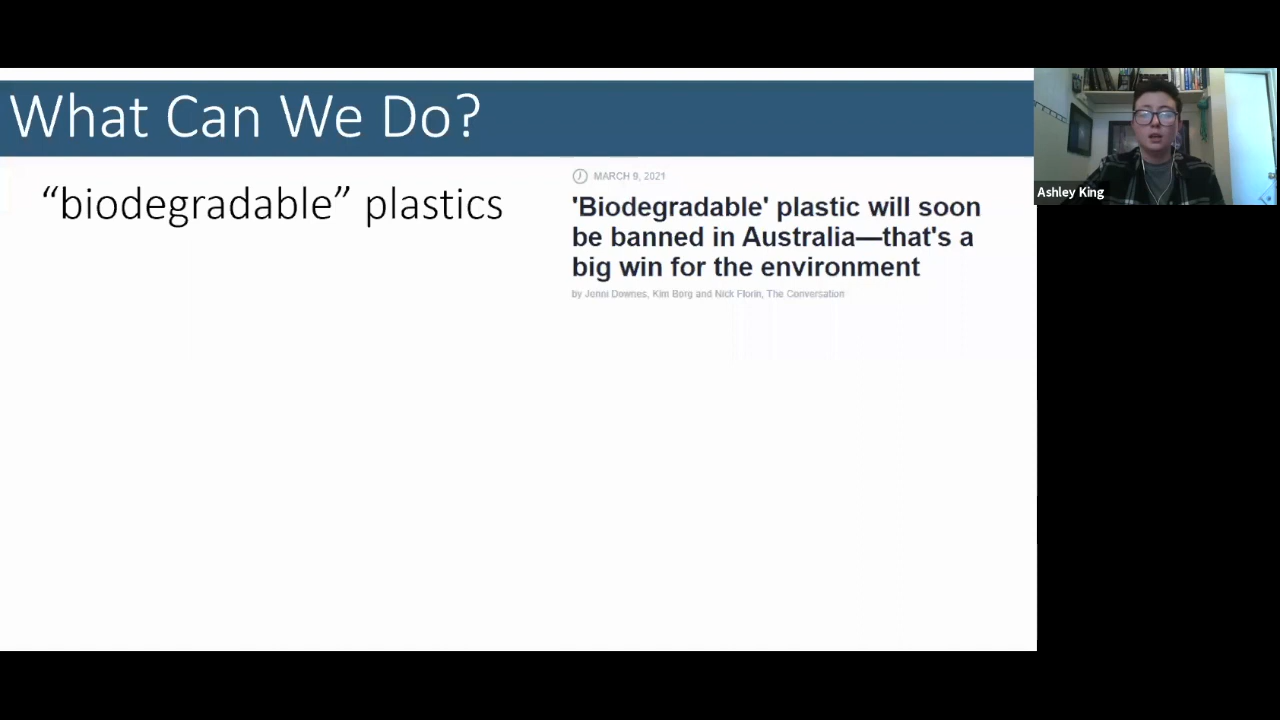 What Can We Do?
“biodegradable” plastics
MARCH 9, 2021
'Biodegradable' plastic will soon
be banned in Australia—that's a
big win for the environment
by Jenni Downes, Kim Borg and Nick Florin, The Conversation
Ashley King